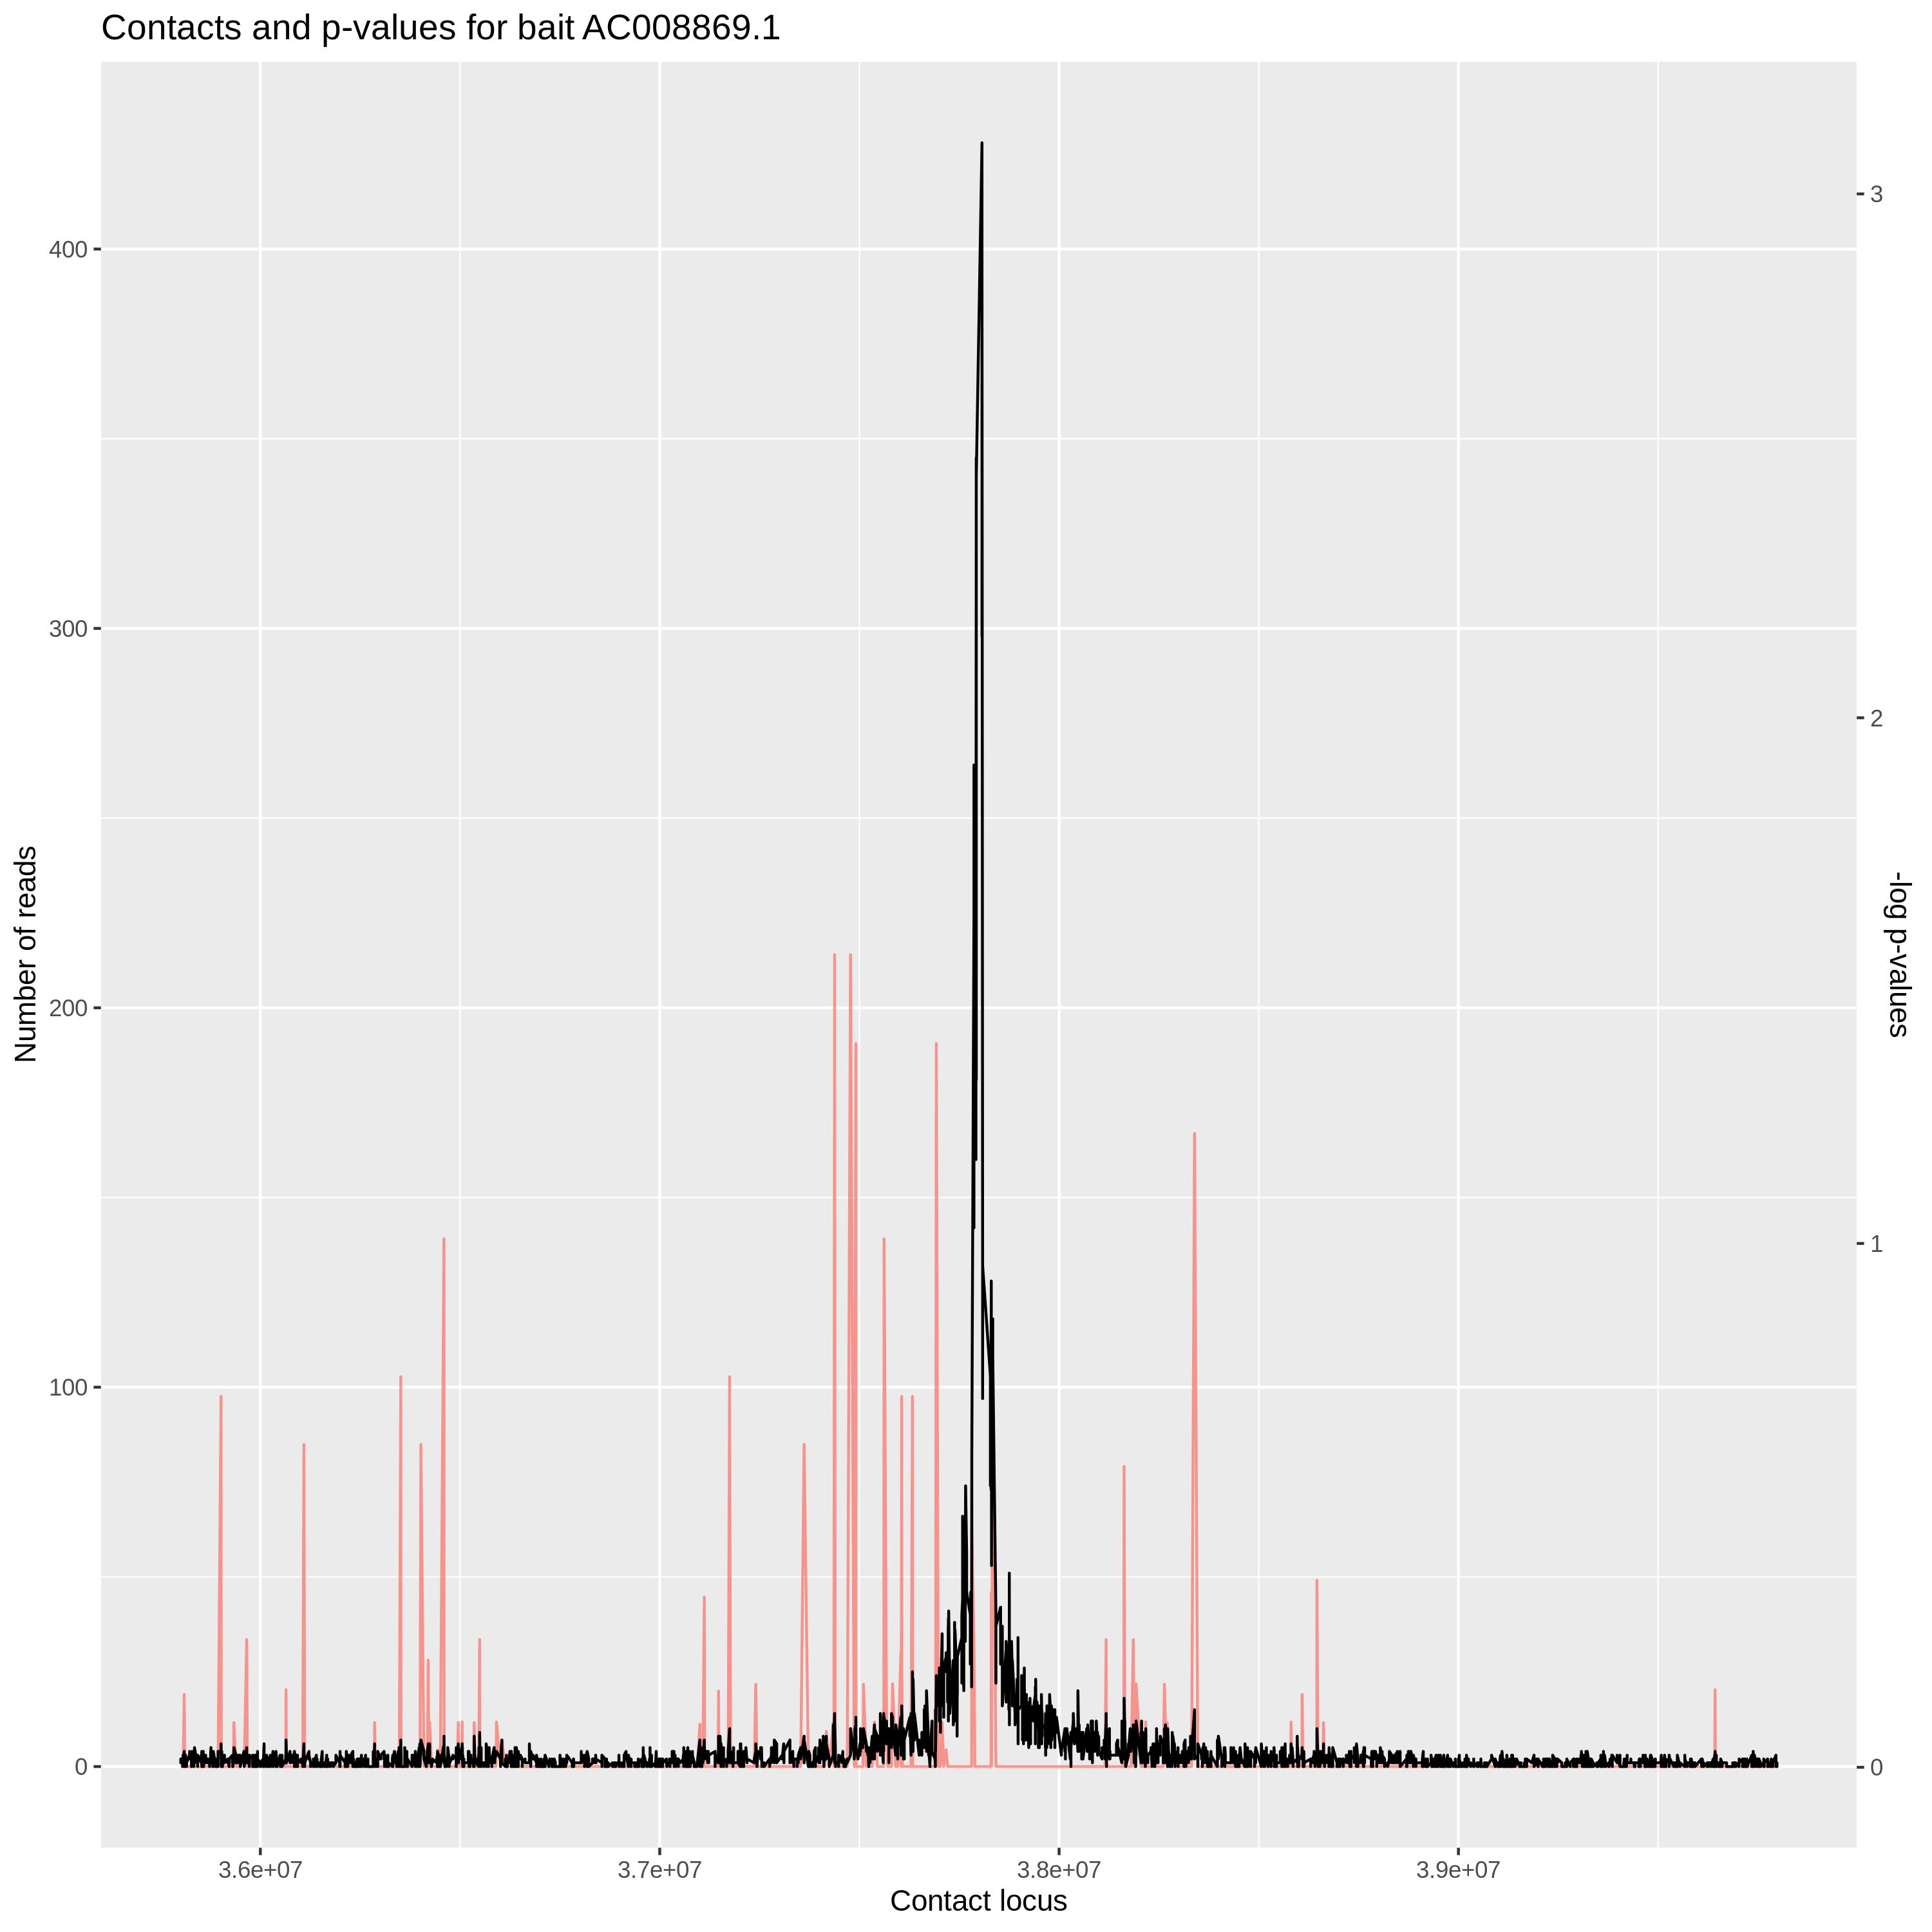 Contacts and p-values for bait AC008869.1
400
300
200
100
0
Number of reads
3
2
1
0
-log p-values
3.6e+07
3.7e+07
3.8e+07
3.9e+07
Contact locus